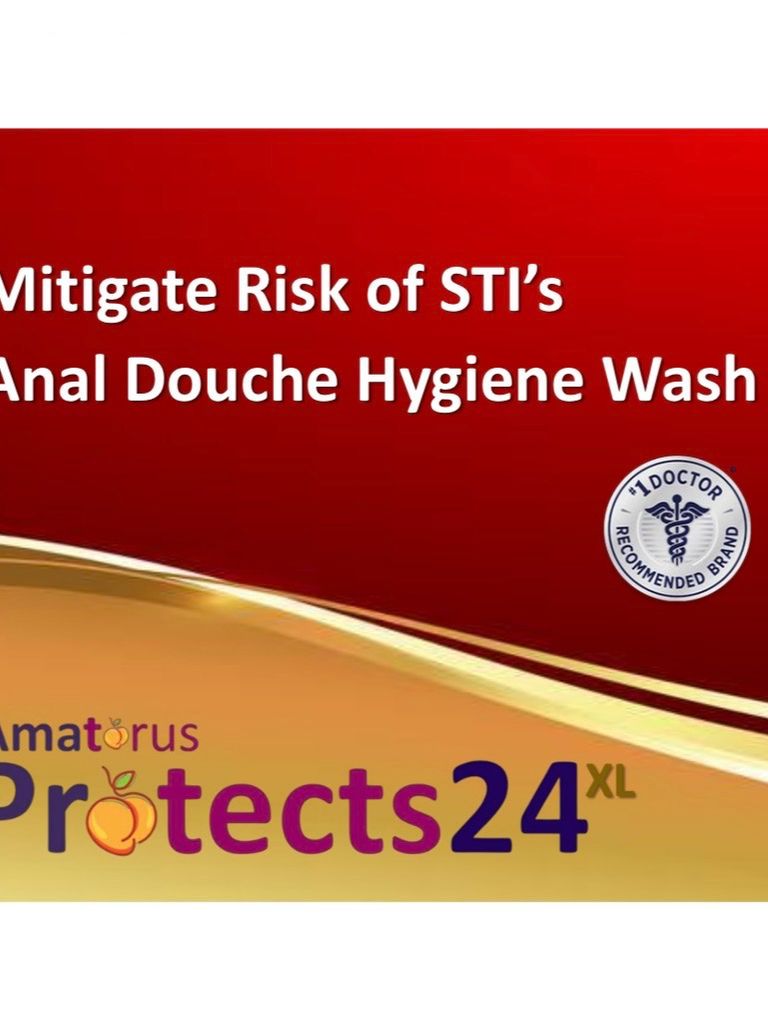 Mitigate Risk of STI's
Anal Douche Hygiene Wash
#1 DOCTOR
RECOMMENDED BRAND
Amatorus
Protects24XL